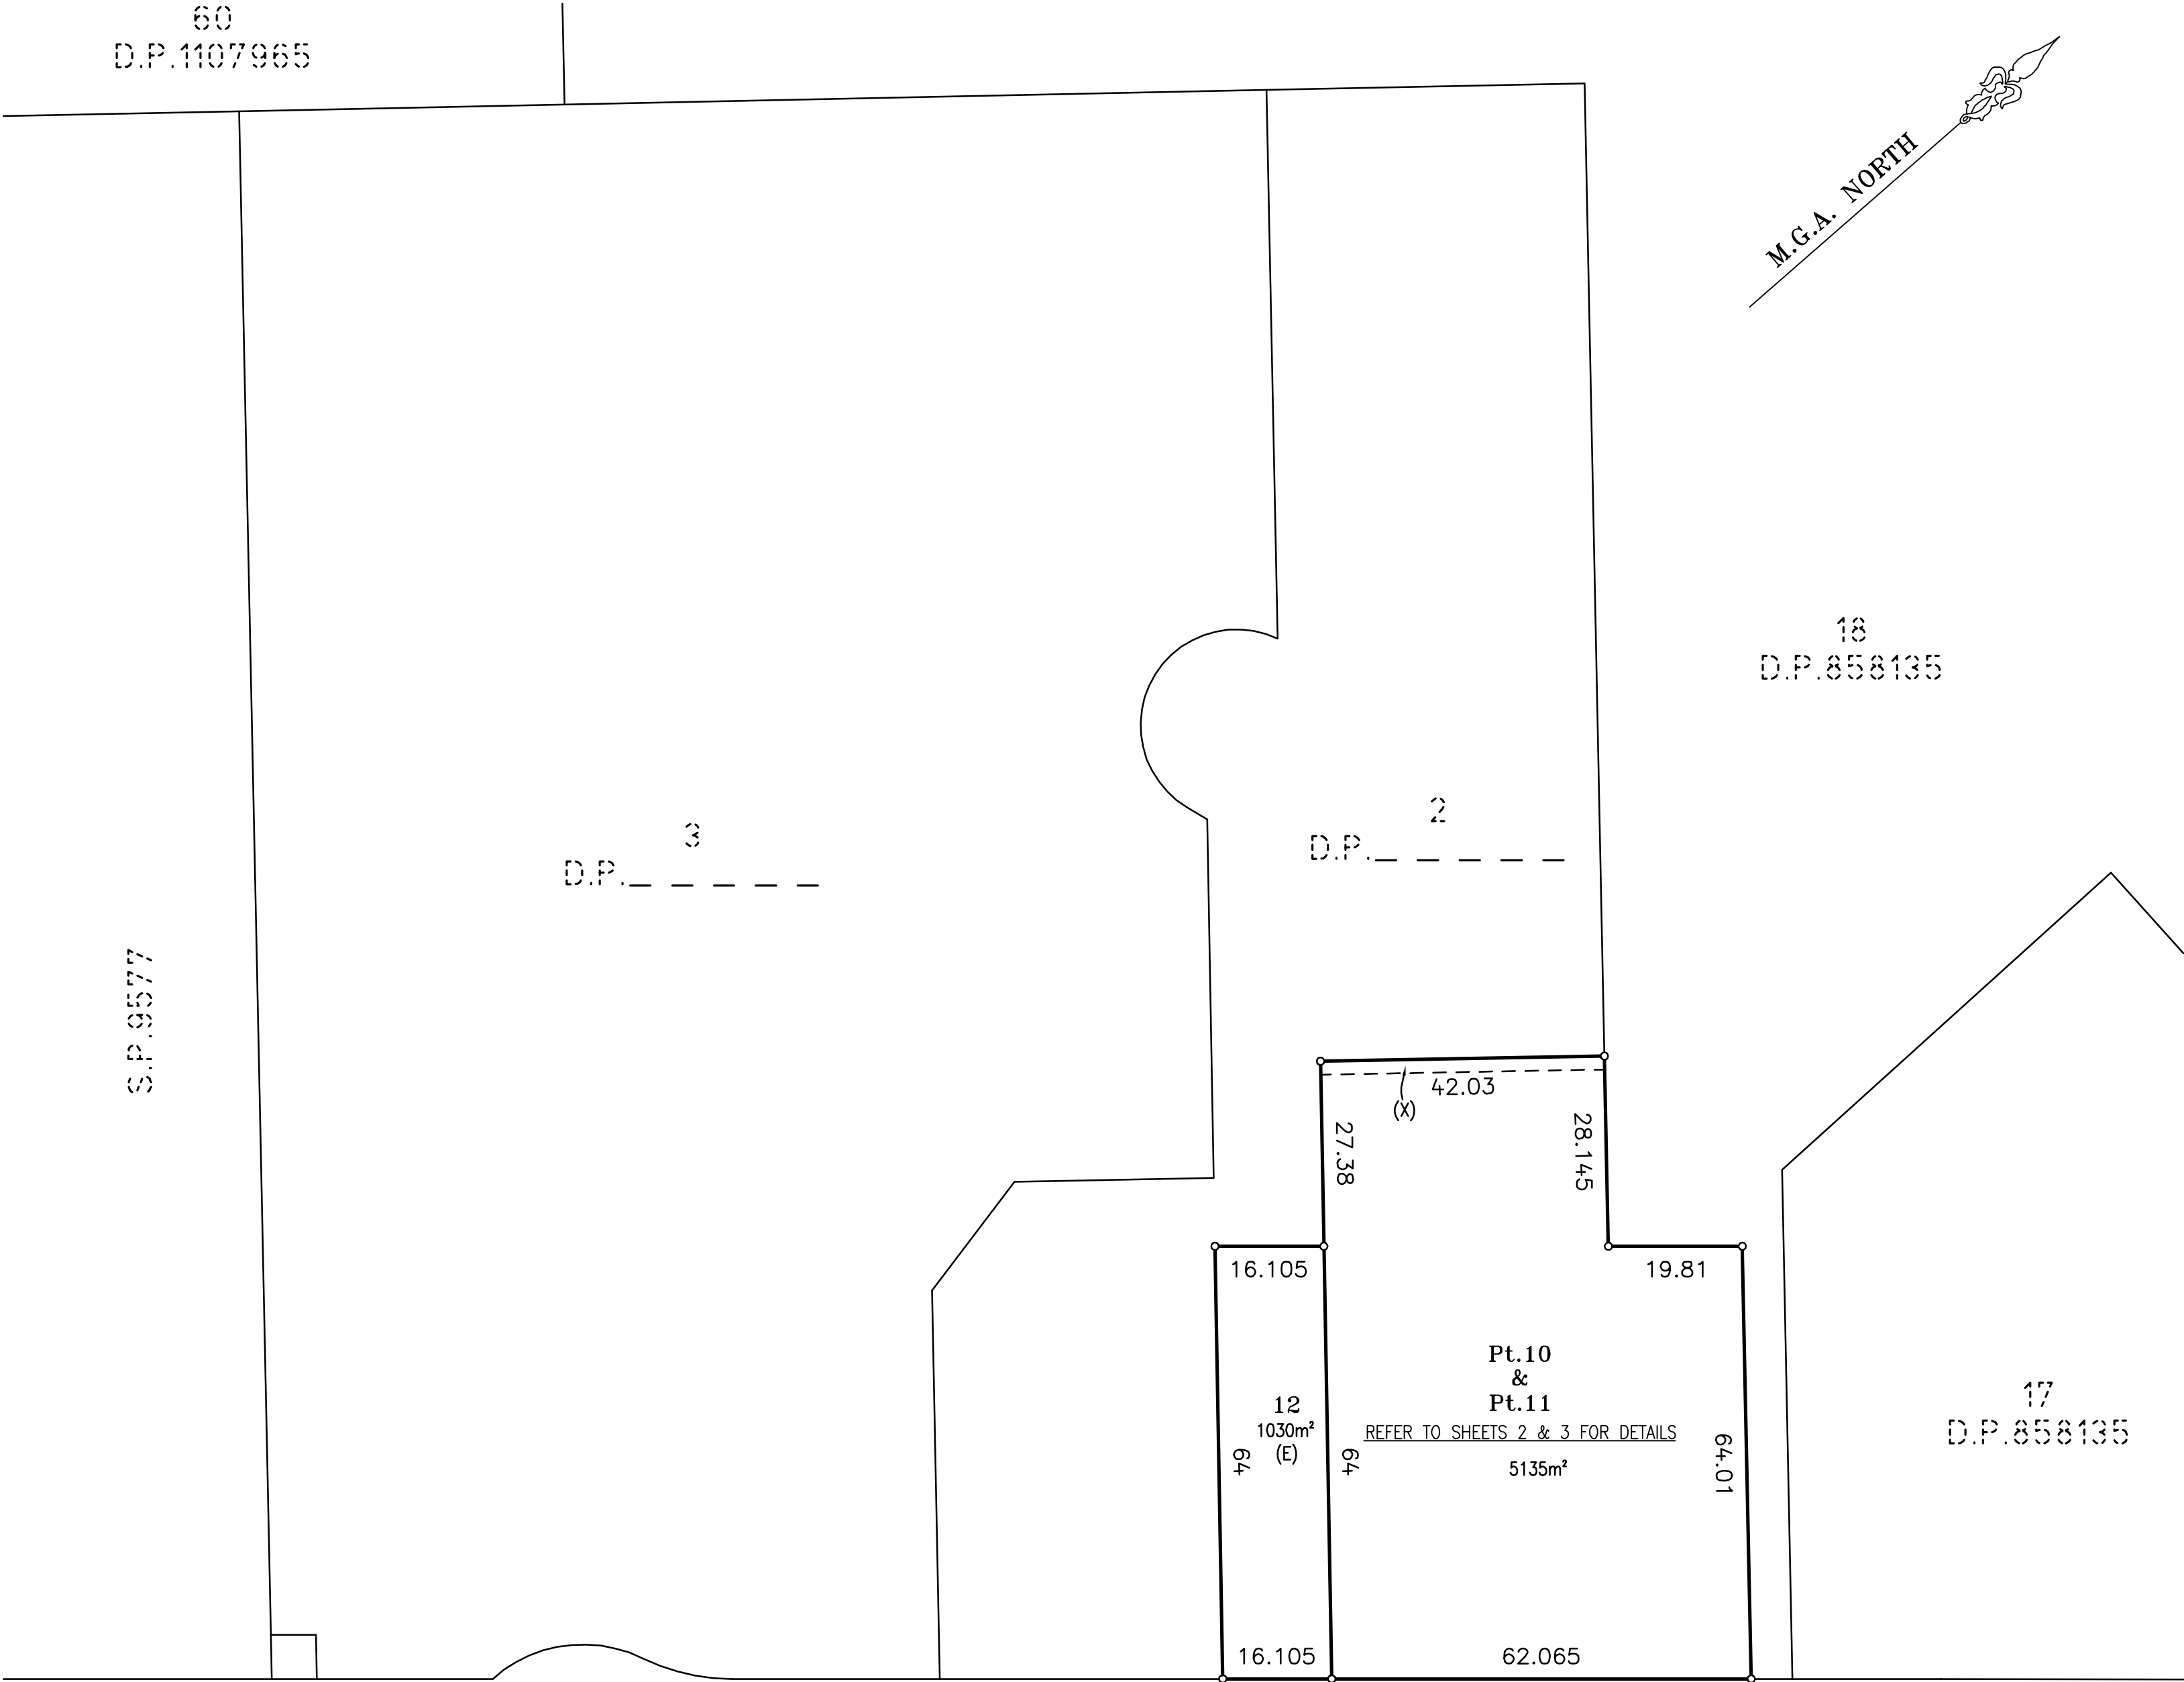 60
D.P.1107965
M.G.A. NORTH
18
D.P.858135
2
D.P._ _ _ _ _
3
D.P._ _ _ _ _
S.P.9577
42.03
(X)
27.38
28.145
16.105
19.81
Pt.10
&
Pt.11
REFER TO SHEETS 2 & 3 FOR DETAILS
5135m²
12
1030m²
(E)
64
64
64.01
17
D.P.858135
16.105
62.065